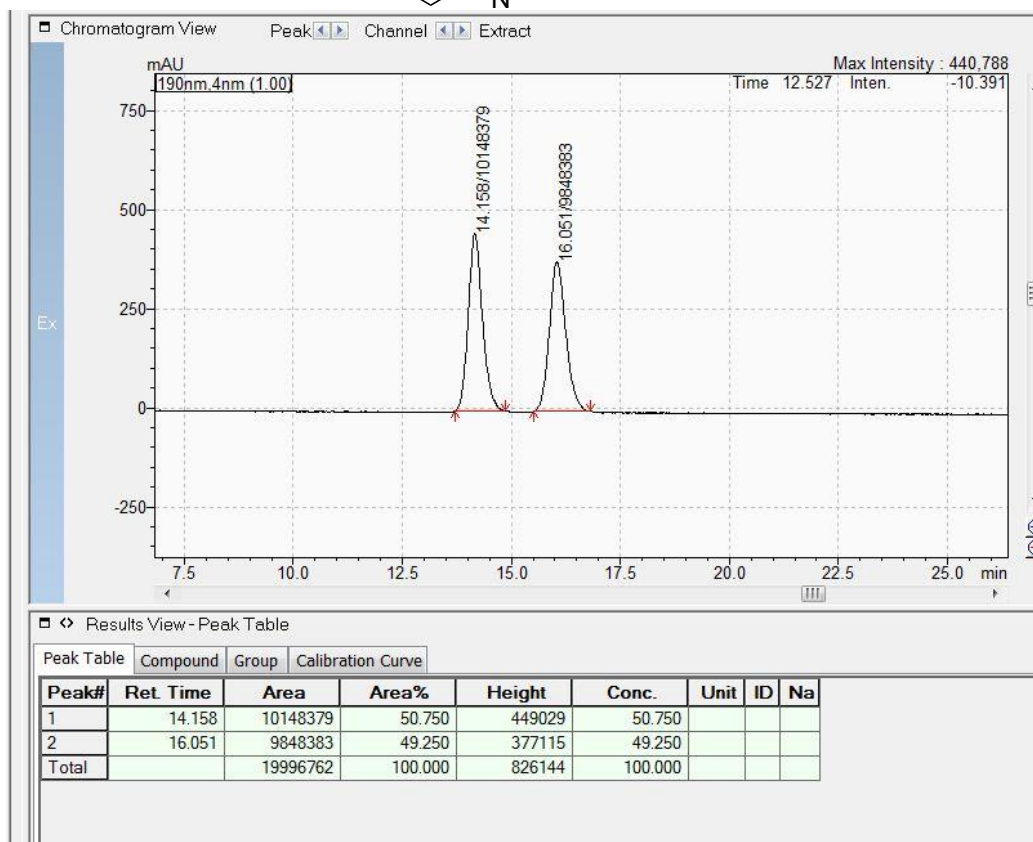 N
Chromatogram View Peak Channel Extract
mAU
Max Intensity : 440,788
190nm,4nm (1.00)
Time 12.527 Inten. -10.391
750
500
250
0
-250
14.158/10148379
16.051/9848383
Ex
7.5 10.0 12.5 15.0 17.5 20.0 22.5 25.0 min
Results View - Peak Table
Peak Table Compound Group Calibration Curve
Peak# Ret. Time Area Area% Height Conc. Unit ID Na
1 14.158 10148379 50.750 449029 50.750
2 16.051 9848383 49.250 377115 49.250
Total 19996762 100.000 826144 100.000